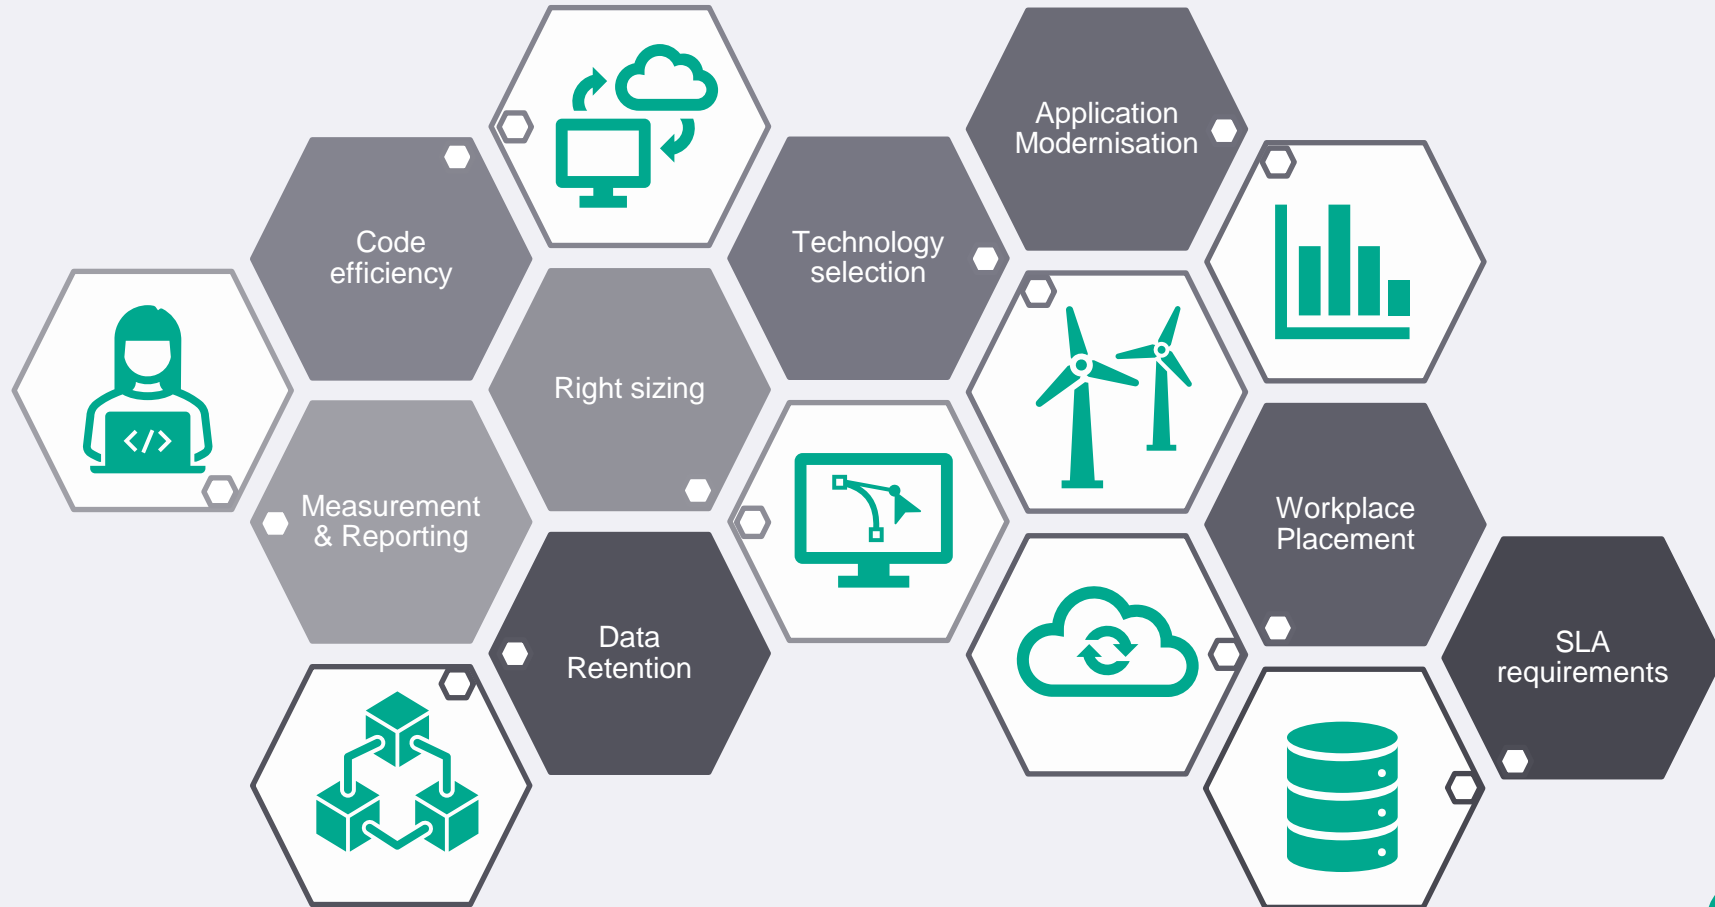 Application
Modernisation
Code
efficiency
Technology
selection
Right sizing
Measurement
& Reporting
Workplace
Placement
Data
Retention
SLA
requirements
</>